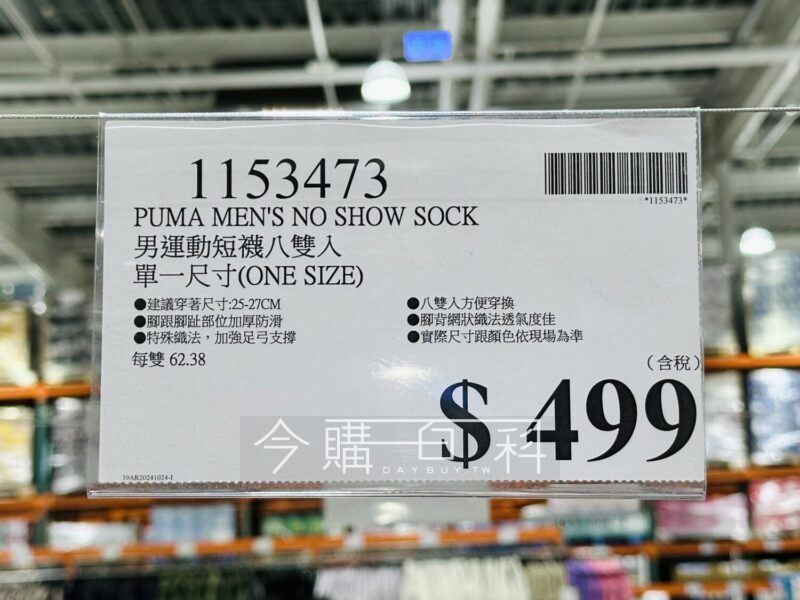 1153473
*1153473*
PUMA MEN'S NO SHOW SOCK
男運動短襪八雙入
單一尺寸(ONE SIZE)
●建議穿著尺寸:25-27CM
●腳跟腳趾部位加厚防滑
●特殊織法，加強足弓支撐
每雙 62.38
●八雙入方便穿換
●腳背網狀織法透氣度佳
●實際尺寸跟顏色依現場為準
(含稅)
$ 499
今購百科
DAYBUY.TW
39AR20241024-I